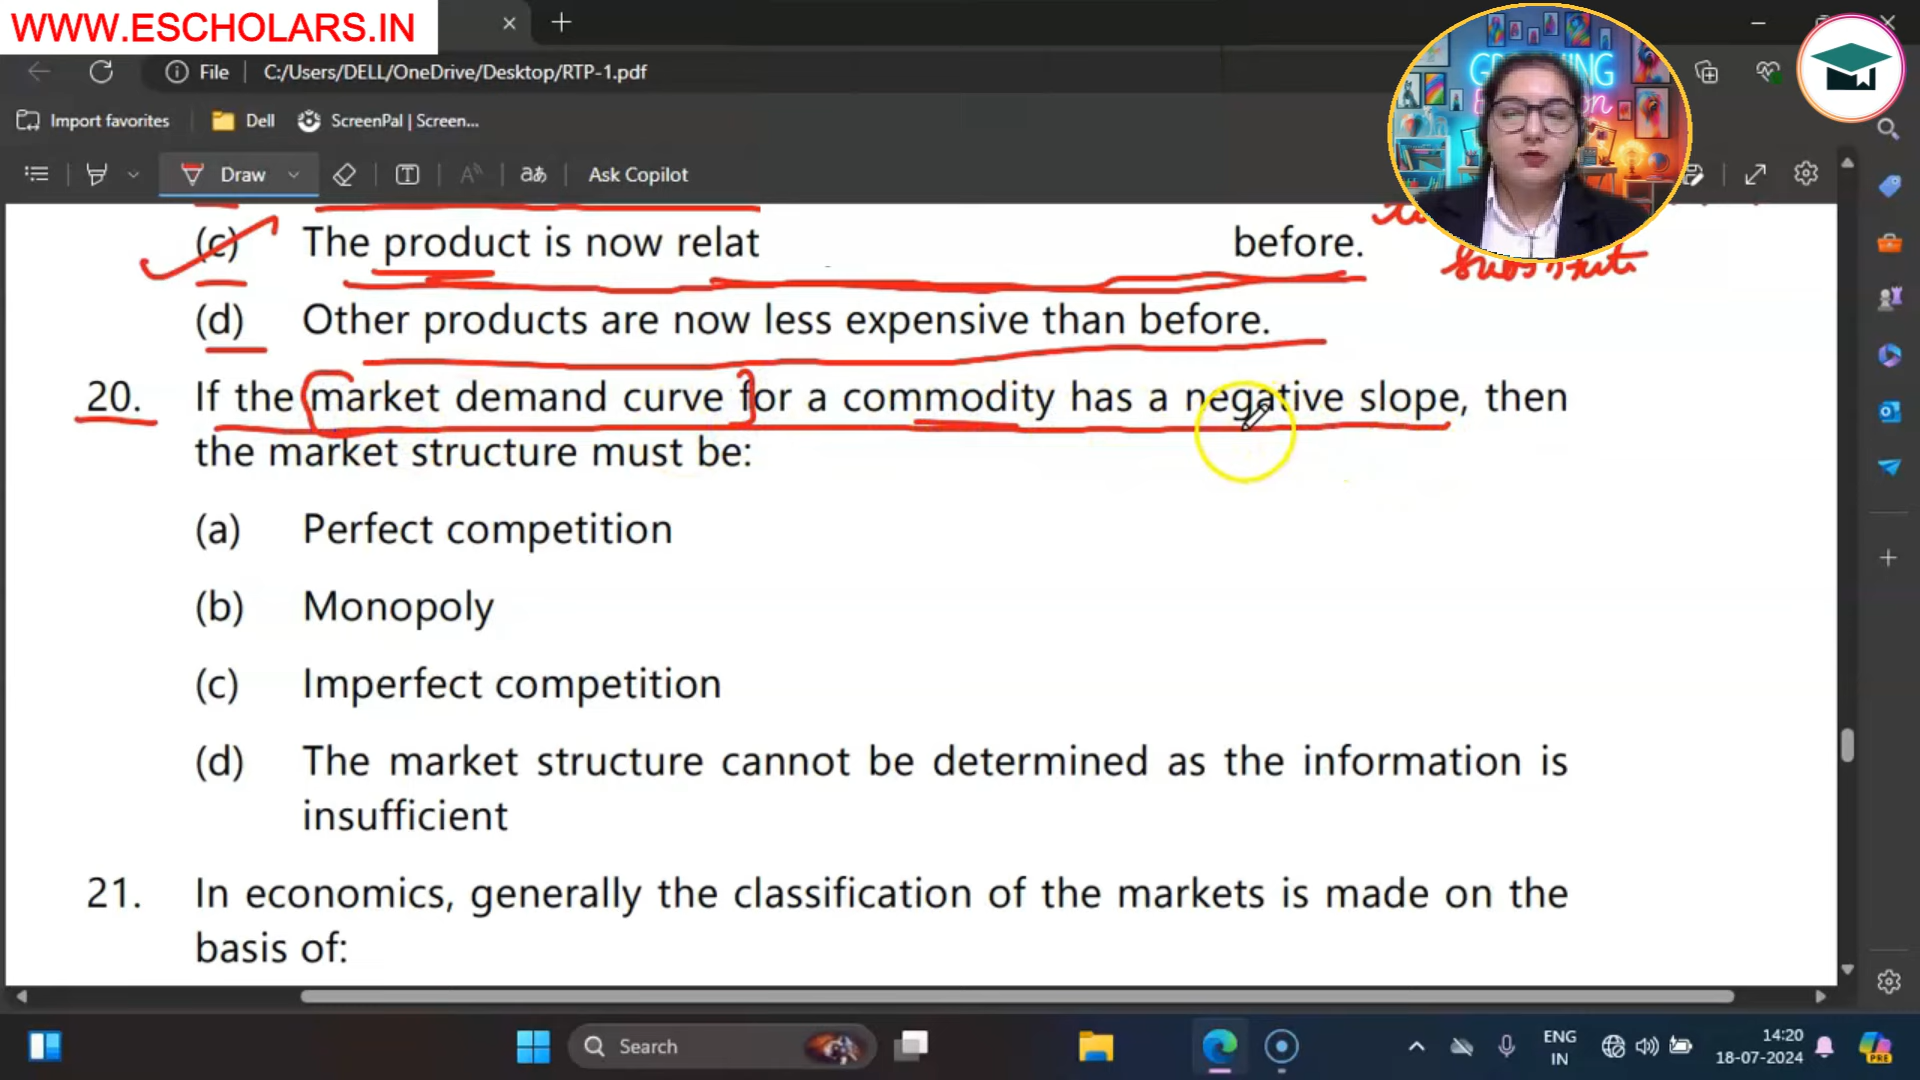 WWW.ESCHOLARS.IN
File
C:/Users/DELL/OneDrive/Desktop/RTP-1.pdf
Import favorites
Dell
ScreenPal | Screen...
Draw
Ask Copilot
(c) The product is now relat before.
substitute
(d) Other products are now less expensive than before.
20. If the market demand curve for a commodity has a negative slope, then
the market structure must be:
(a) Perfect competition
(b) Monopoly
(c) Imperfect competition
(d) The market structure cannot be determined as the information is
insufficient
21. In economics, generally the classification of the markets is made on the
basis of:
Search
ENG
IN
14:20
18-07-2024
PRE